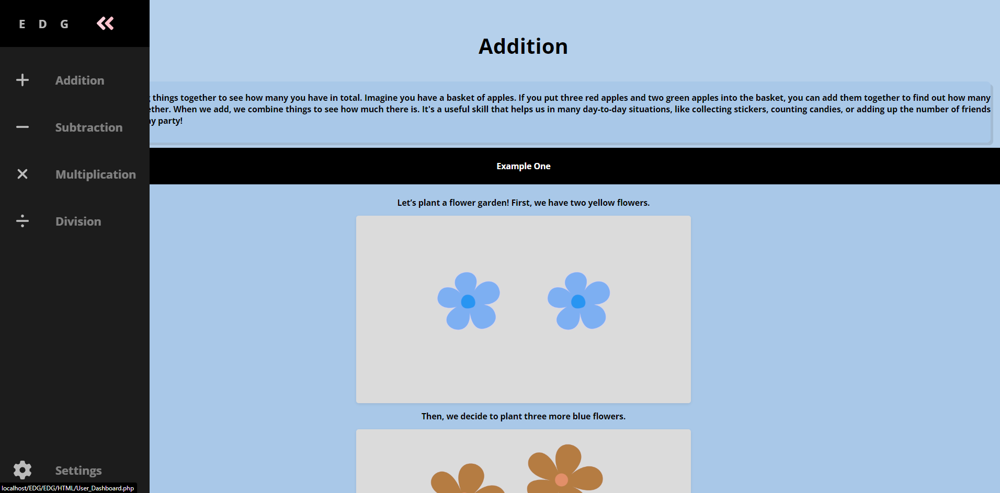 E D G
Addition
Subtraction
Multiplication
Division
Settings
localhost/EDG/EDG/HTML/User_Dashboard.php
Addition
things together to see how many you have in total. Imagine you have a basket of apples. If you put three red apples and two green apples into the basket, you can add them together to find out how many
ether. When we add, we combine things to see how much there is. It's a useful skill that helps us in many day-to-day situations, like collecting stickers, counting candies, or adding up the number of friends
party!
Example One
Let’s plant a flower garden! First, we have two yellow flowers.
Then, we decide to plant three more blue flowers.